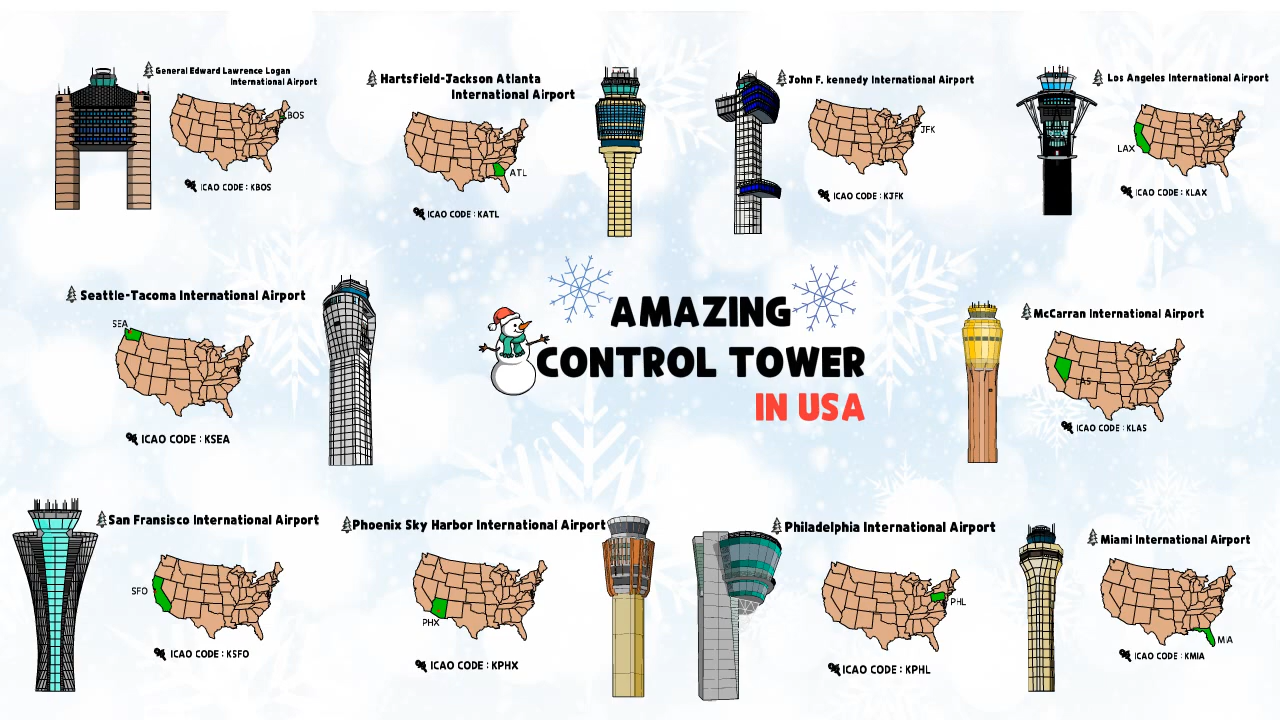 General Edward Lawrence Logan
International Airport
BOS
ICAO CODE : KBOS
Hartsfield-Jackson Atlanta
International Airport
ATL
ICAO CODE : KATL
John F. kennedy International Airport
JFK
ICAO CODE : KJFK
Los Angeles International Airport
LAX
ICAO CODE : KLAX
Seattle-Tacoma International Airport
SEA
ICAO CODE : KSEA
AMAZING
CONTROL TOWER
IN USA
McCarran International Airport
LAS
ICAO CODE : KLAS
San Fransisco International Airport
SFO
ICAO CODE : KSFO
Phoenix Sky Harbor International Airport
PHX
ICAO CODE : KPHX
Philadelphia International Airport
PHL
ICAO CODE : KPHL
Miami International Airport
MIA
ICAO CODE : KMIA